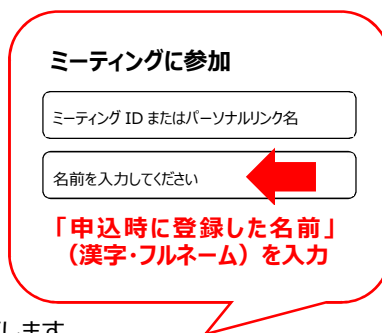 ミーティングに参加
ミーティング ID またはパーソナルリンク名
名前を入力してください
「申込時に登録した名前」
（漢字・フルネーム）を入力
します